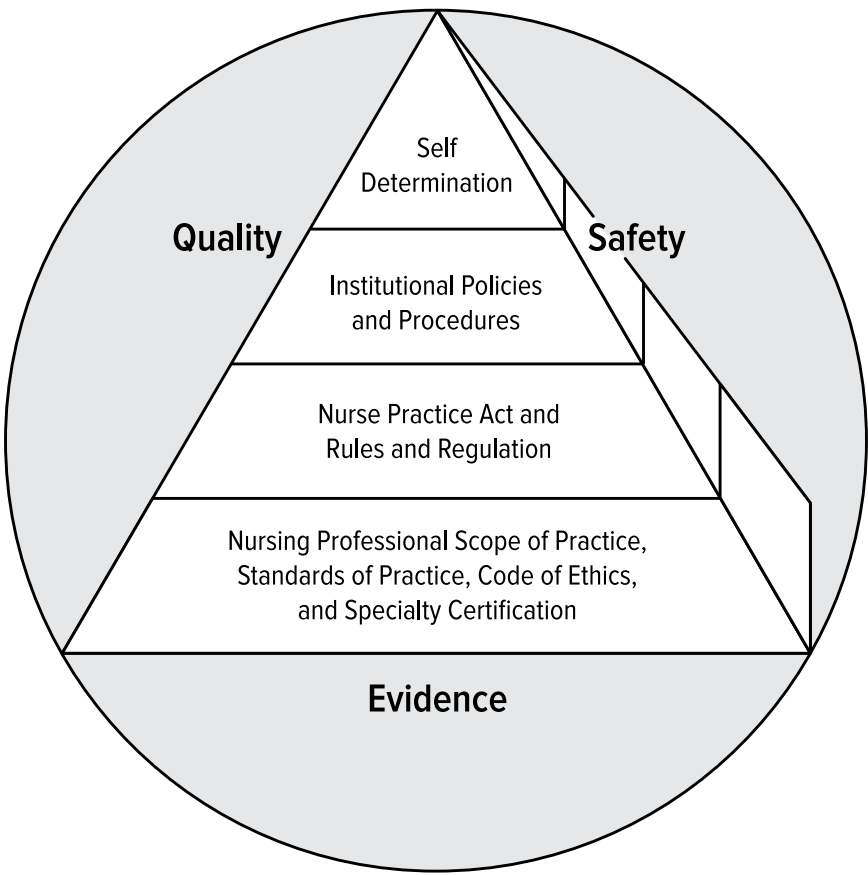 Self
Determination
Quality
Safety
Institutional Policies
and Procedures
Nurse Practice Act and
Rules and Regulation
Nursing Professional Scope of Practice,
Standards of Practice, Code of Ethics,
and Specialty Certification
Evidence